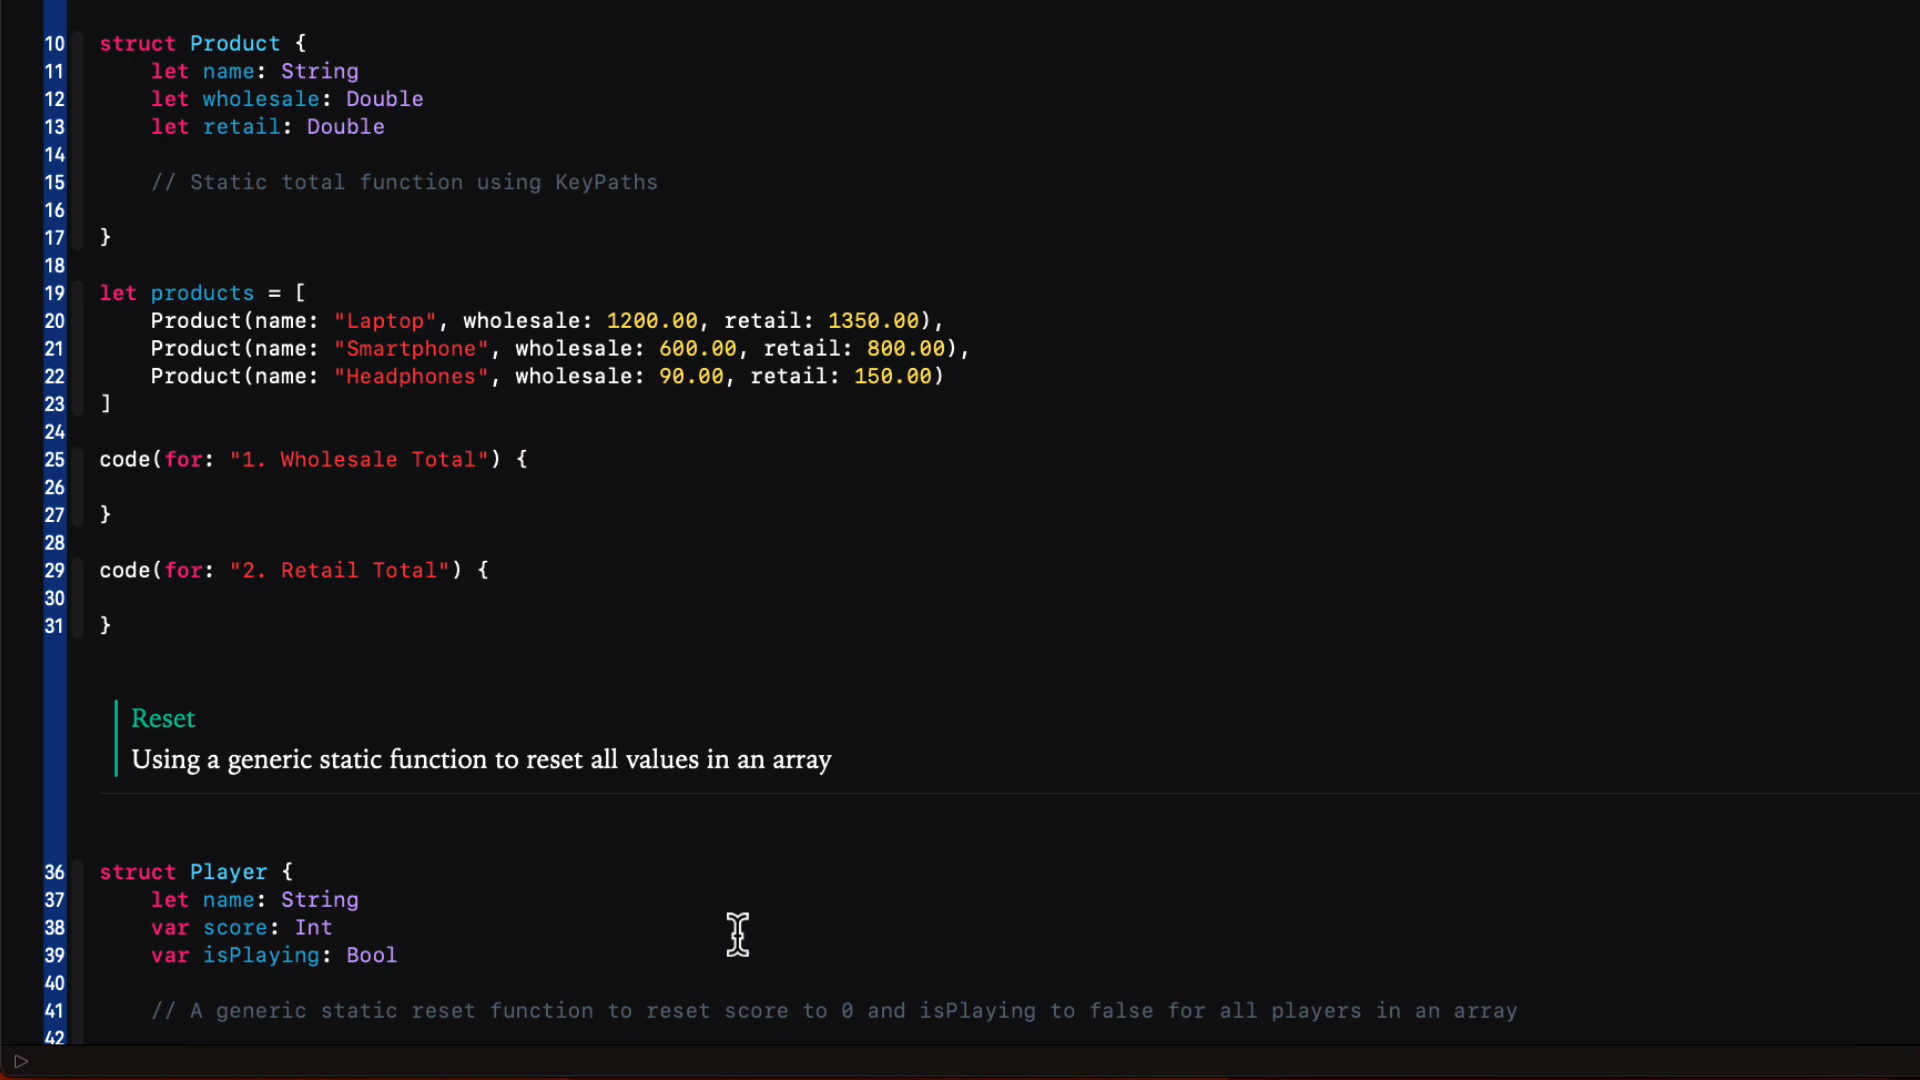 10 struct Product {
11 let name: String
12 let wholesale: Double
13 let retail: Double
14
15 // Static total function using KeyPaths
16
17 }
18
19 let products = [
20 Product(name: "Laptop", wholesale: 1200.00, retail: 1350.00),
21 Product(name: "Smartphone", wholesale: 600.00, retail: 800.00),
22 Product(name: "Headphones", wholesale: 90.00, retail: 150.00)
23 ]
24
25 code(for: "1. Wholesale Total") {
26
27 }
28
29 code(for: "2. Retail Total") {
30
31 }
Reset
Using a generic static function to reset all values in an array
36 struct Player {
37 let name: String
38 var score: Int
39 var isPlaying: Bool
40
41 // A generic static reset function to reset score to 0 and isPlaying to false for all players in an array
42